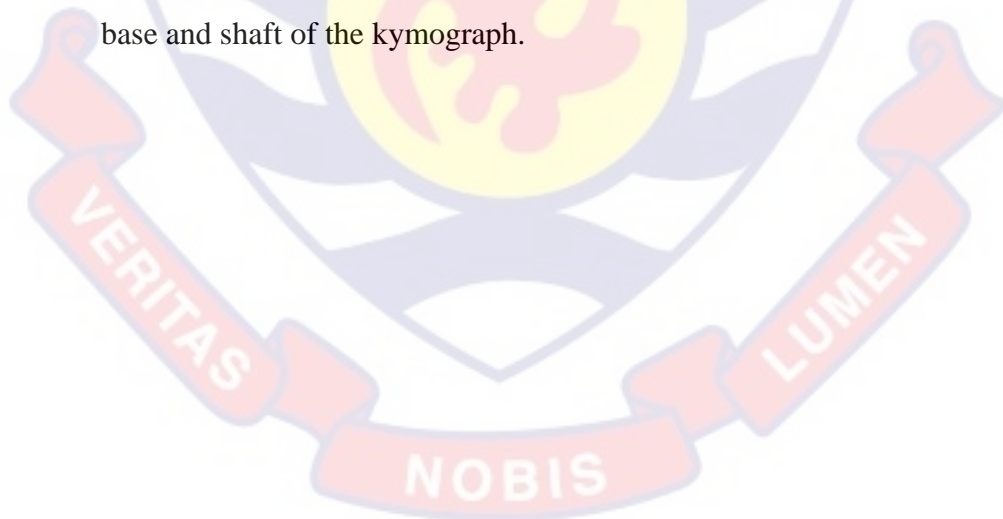 base and shaft of the kymograph.
VERITAS
NOBIS
LUMEN